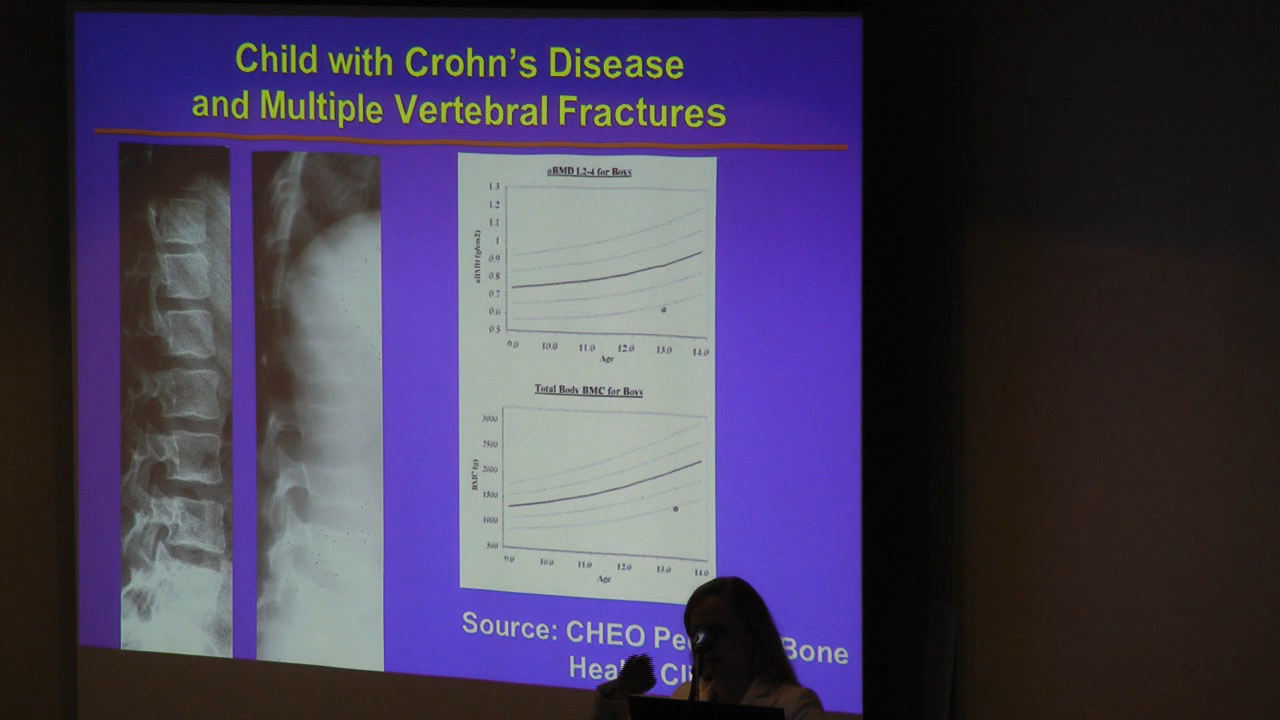 Child with Crohn's Disease
and Multiple Vertebral Fractures
aBMD L2-4 for Boys
1.3
1.2
1.1
1
0.9
0.8
0.7
0.6
0.5
aBMD (g/cm2)
9.0 10.0 11.0 12.0 13.0 14.0
Age
Total Body BMC for Boys
3000
2500
2000
1500
1000
500
BMC (g)
9.0 10.0 11.0 12.0 13.0 14.0
Age
Source: CHEO Bone